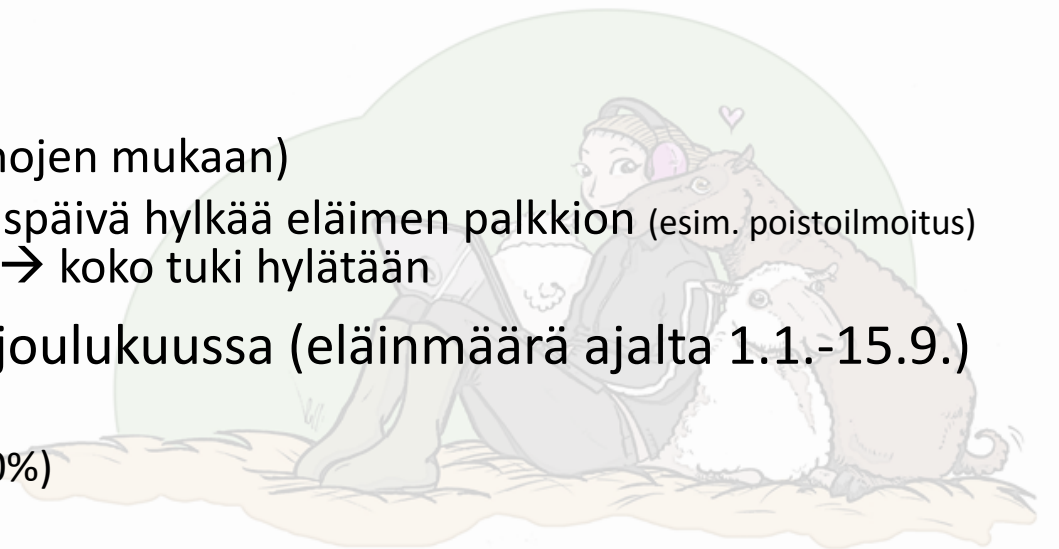 nojen mukaan)
späivä hylkää eläimen palkkion (esim. poistoilmoitus)
→ koko tuki hylätään
joulukuussa (eläinmäärä ajalta 1.1.-15.9.)
0%)